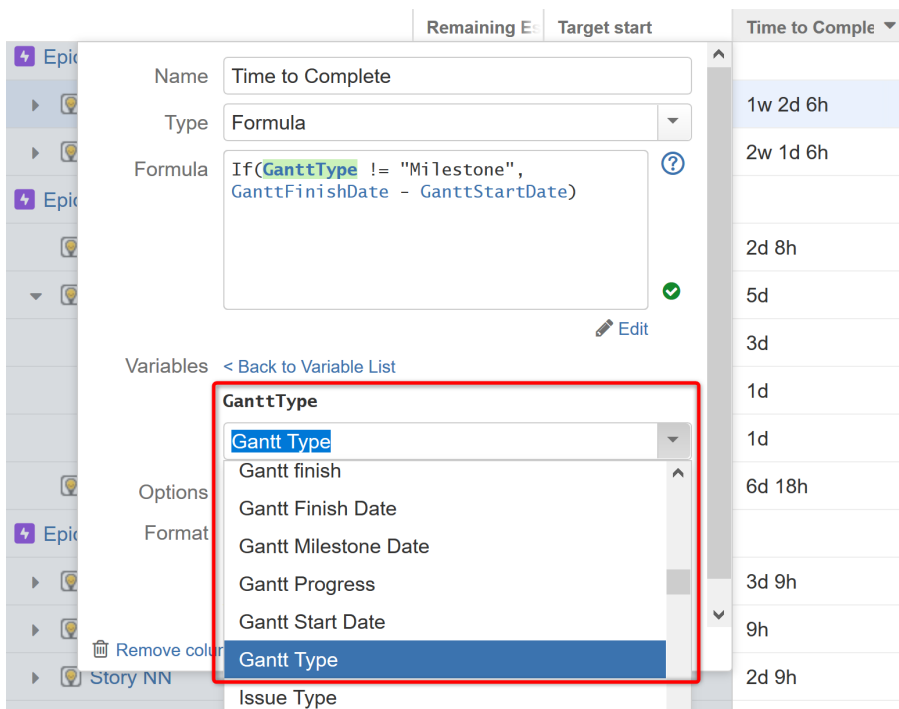 Remaining Es
Target start
Time to Comple
Epic
Name
Time to Complete
1w 2d 6h
Type
Formula
2w 1d 6h
Formula
If(GanttType != "Milestone",
GanttFinishDate - GanttStartDate)
Epic
2d 8h
5d
Edit
3d
Variables
< Back to Variable List
1d
GanttType
Gantt Type
1d
Gantt finish
Options
6d 18h
Gantt Finish Date
Format
Epic
Gantt Milestone Date
Gantt Progress
3d 9h
Gantt Start Date
9h
Remove colu
Gantt Type
Story NN
2d 9h
Issue Type